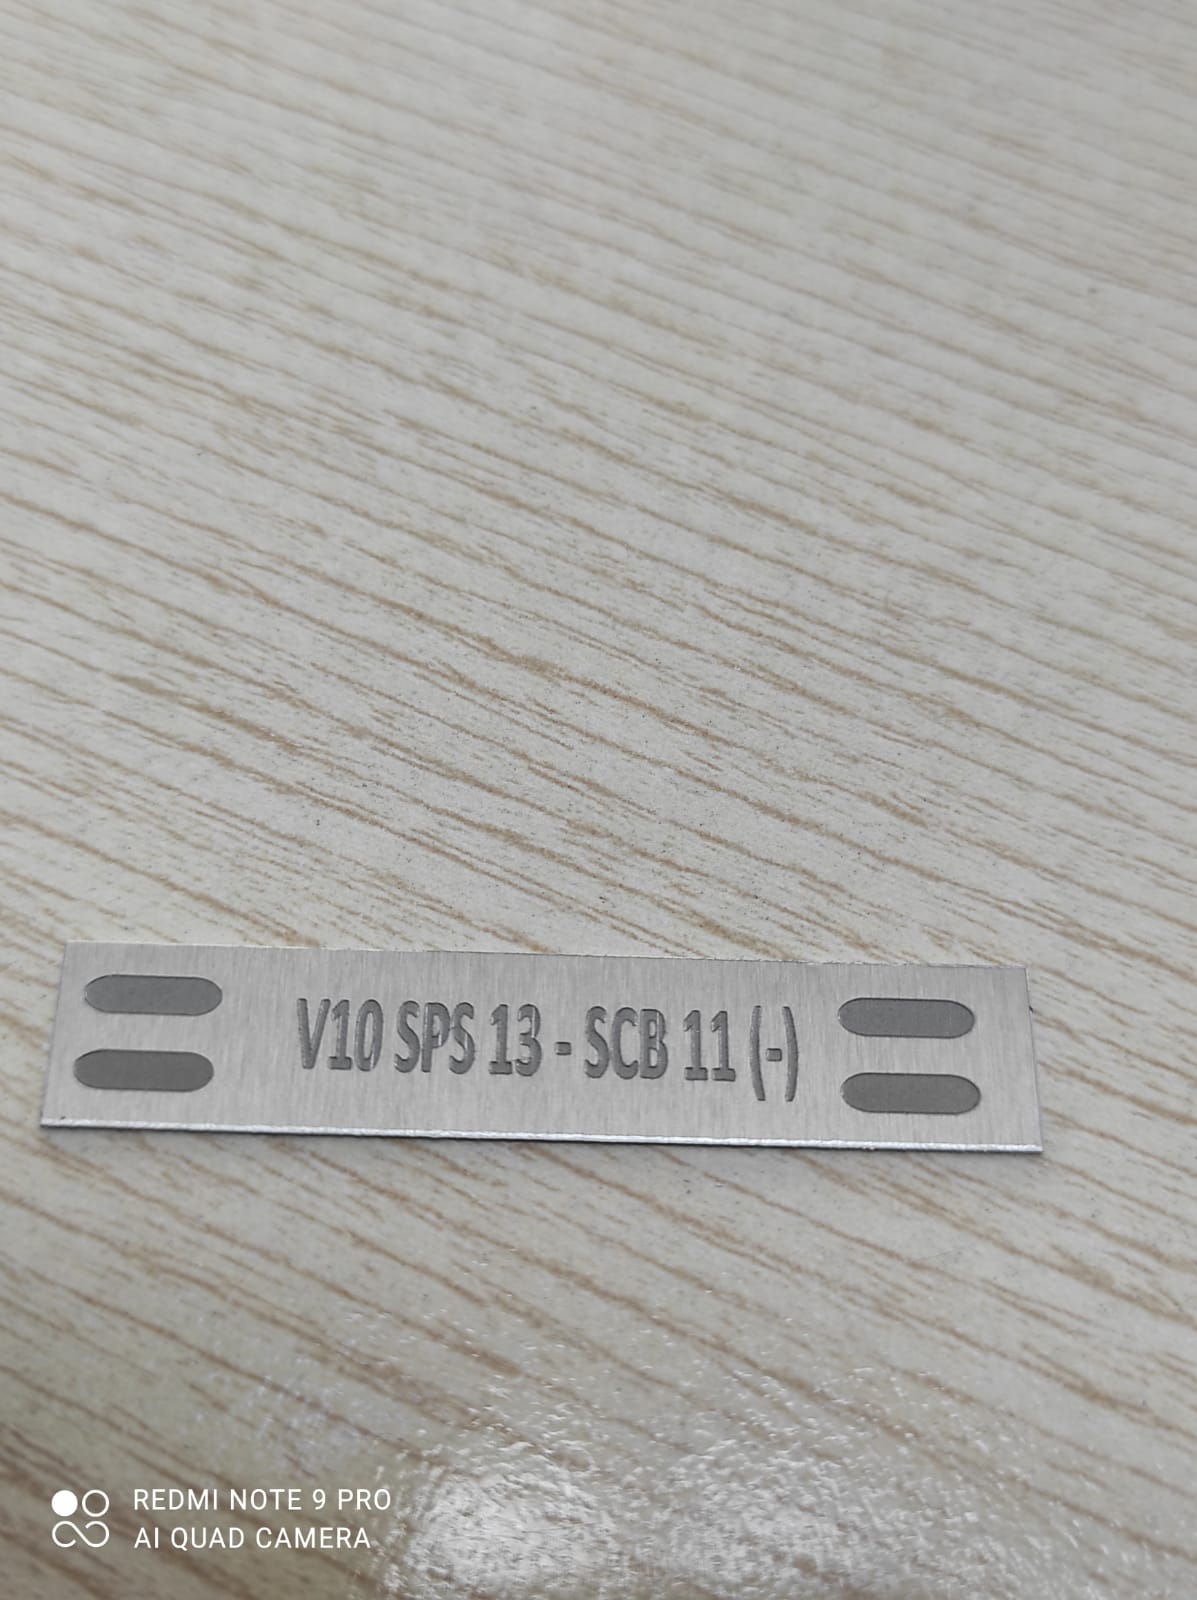 V10 SPS 13 - SCB 11 (-)
REDMI NOTE 9 PRO
AI QUAD CAMERA